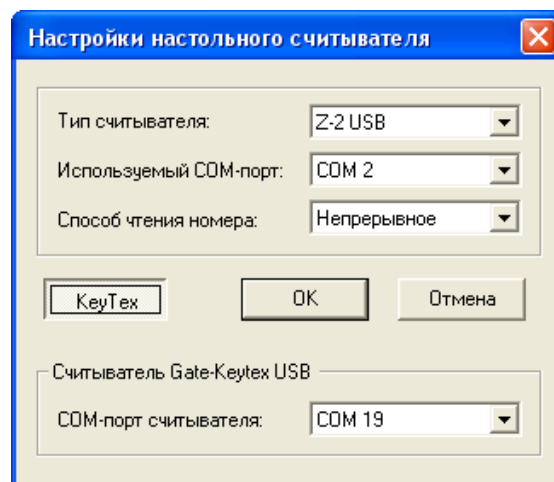 Настройки настольного считывателя
Тип считывателя: Z-2 USB
Используемый COM-порт: COM 2
Способ чтения номера: Непрерывное
KeyTex OK Отмена
Считыватель Gate-Keytex USB
COM-порт считывателя: COM 19